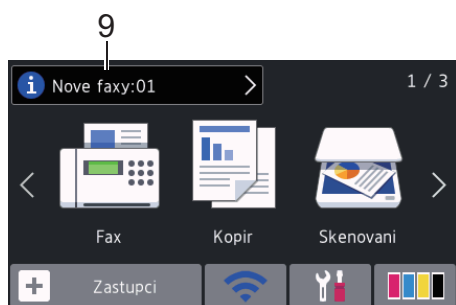 9
Nove faxy:01
1 / 3
Fax Kopir Skenovani
Zastupci